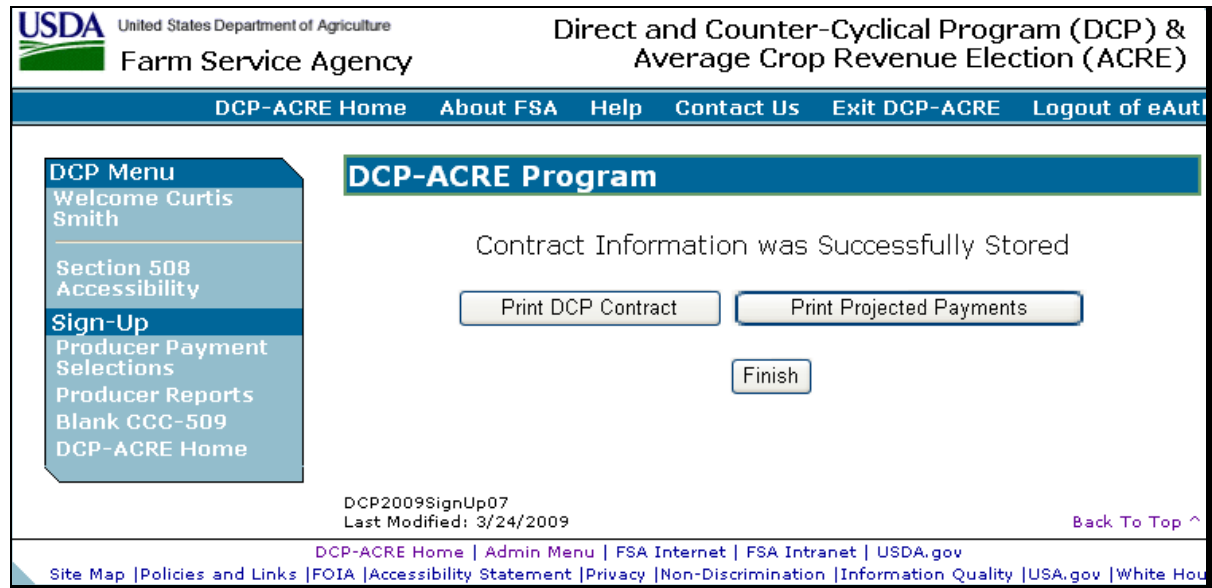 USDA United States Department of Agriculture
Farm Service Agency
Direct and Counter-Cyclical Program (DCP) &
Average Crop Revenue Election (ACRE)
DCP-ACRE Home About FSA Help Contact Us Exit DCP-ACRE Logout of
DCP Menu
Welcome Curtis
Smith
Section 508
Accessibility
Sign-Up
Producer Payment
Selections
Producer Reports
Blank CCC-509
DCP-ACRE Home
DCP-ACRE Program
Contract Information was Successfully Stored
Print DCP Contract Print Projected Payments
Finish
DCP2009SignUp07
Last Modified: 3/24/2009
Back To Top ^
DCP-ACRE Home | Admin Menu | FSA Internet | FSA Intranet | USDA.gov
Site Map |Policies and Links |FOIA |Accessibility Statement |Privacy |Non-Discrimination |Information Quality |USA.gov |White